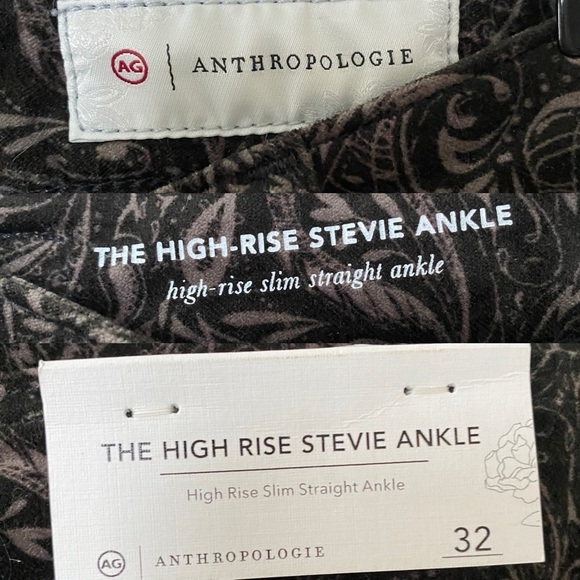 AG | ANTHROPOLOGIE
THE HIGH-RISE STEVIE ANKLE
high-rise slim straight ankle
THE HIGH RISE STEVIE ANKLE
High Rise Slim Straight Ankle
32
AG | ANTHROPOLOGIE